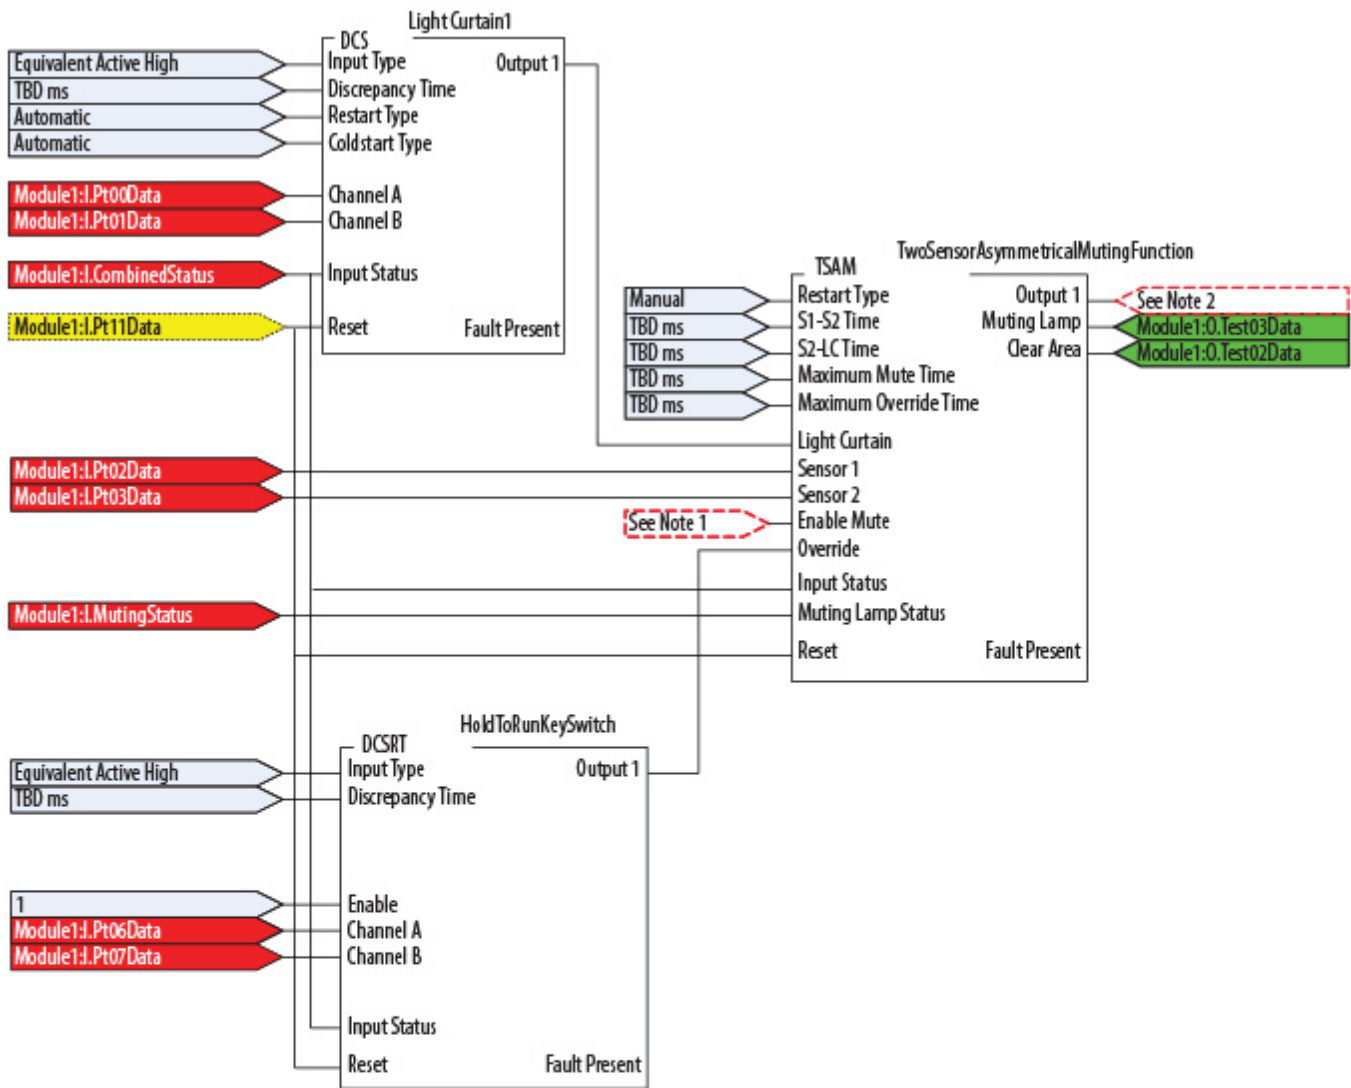 Light Curtain1
DCS
Equivalent Active High
Input Type
Output 1
TBD ms
Discrepancy Time
Automatic
Restart Type
Automatic
Coldstart Type
Module1:I.Pt00Data
Channel A
Module1:I.Pt01Data
Channel B
Module1:I.CombinedStatus
Input Status
Module1:I.Pt11Data
Reset
Fault Present
TwoSensorAsymmetricalMutingFunction
TSAM
Manual
Restart Type
Output 1
See Note 2
TBD ms
S1-S2 Time
Muting Lamp
Module1:O.Test03Data
TBD ms
S2-LC Time
Clear Area
Module1:O.Test02Data
TBD ms
Maximum Mute Time
TBD ms
Maximum Override Time
Light Curtain
Module1:I.Pt02Data
Sensor 1
Module1:I.Pt03Data
Sensor 2
See Note 1
Enable Mute
Override
Input Status
Module1:I.MutingStatus
Muting Lamp Status
Reset
Fault Present
HoldToRunKeySwitch
DCSRT
Equivalent Active High
Input Type
Output 1
TBD ms
Discrepancy Time
1
Enable
Module1:I.Pt06Data
Channel A
Module1:I.Pt07Data
Channel B
Input Status
Reset
Fault Present